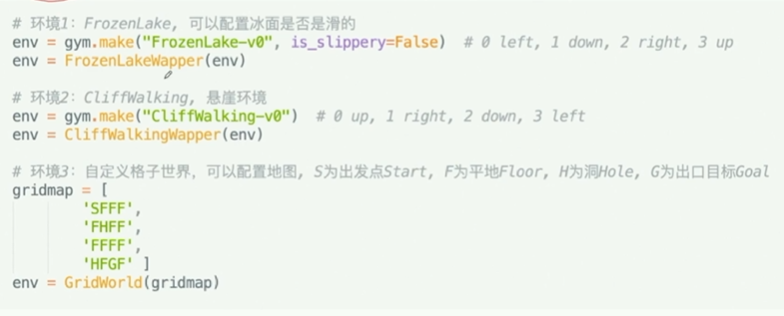 # 环境1：FrozenLake, 可以配置冰面是否是滑的
env = gym.make("FrozenLake-v0", is_slippery=False)  # 0 left, 1 down, 2 right, 3 up
env = FrozenLakeWapper(env)
# 环境2：CliffWalking, 悬崖环境
env = gym.make("CliffWalking-v0")  # 0 up, 1 right, 2 down, 3 left
env = CliffWalkingWapper(env)
# 环境3：自定义格子世界，可以配置地图, S为出发点Start, F为平地Floor, H为洞Hole, G为出口目标Goal
gridmap = [
'SFFF',
'FHFF',
'FFFF',
'HFGF' ]
env = GridWorld(gridmap)